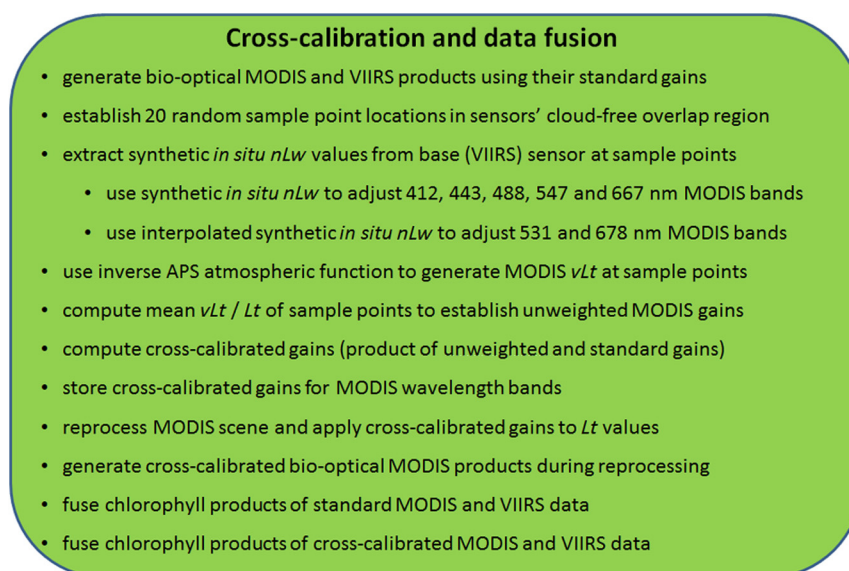 Cross-calibration and data fusion
• generate bio-optical MODIS and VIIRS products using their standard gains
• establish 20 random sample point locations in sensors' cloud-free overlap region
• extract synthetic in situ nLw values from base (VIIRS) sensor at sample points
• use synthetic in situ nLw to adjust 412, 443, 488, 547 and 667 nm MODIS bands
• use interpolated synthetic in situ nLw to adjust 531 and 678 nm MODIS bands
• use inverse APS atmospheric function to generate MODIS vLt at sample points
• compute mean vLt / Lt of sample points to establish unweighted MODIS gains
• compute cross-calibrated gains (product of unweighted and standard gains)
• store cross-calibrated gains for MODIS wavelength bands
• reprocess MODIS scene and apply cross-calibrated gains to Lt values
• generate cross-calibrated bio-optical MODIS products during reprocessing
• fuse chlorophyll products of standard MODIS and VIIRS data
• fuse chlorophyll products of cross-calibrated MODIS and VIIRS data